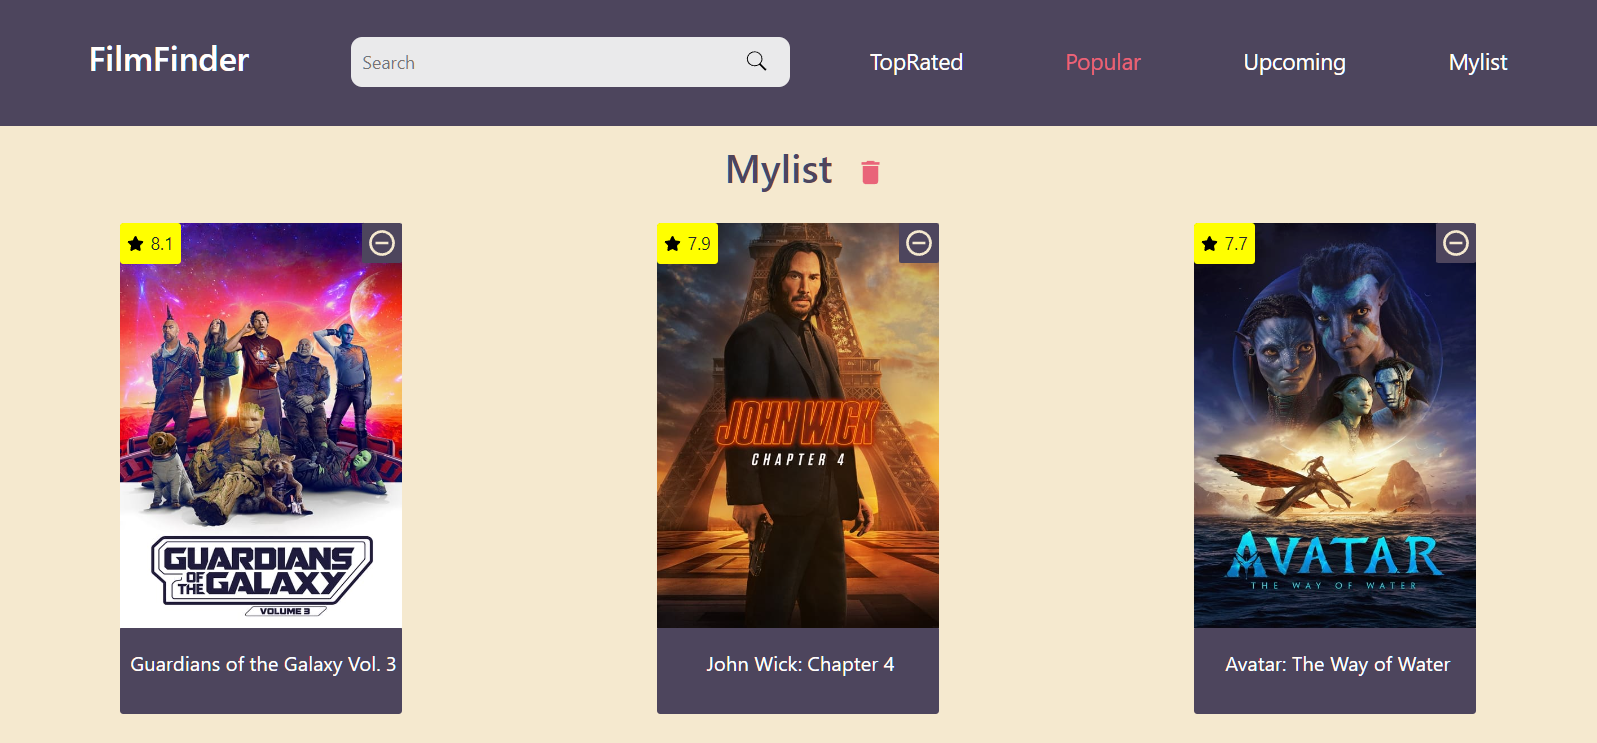 FilmFinder
Search
TopRated
Popular
Upcoming
Mylist
Mylist
8.1
7.9
7.7
GUARDIANS
OF THE GALAXY
VOLUME 3
JOHN WICK
CHAPTER 4
AVATAR
THE WAY OF WATER
Guardians of the Galaxy Vol. 3
John Wick: Chapter 4
Avatar: The Way of Water